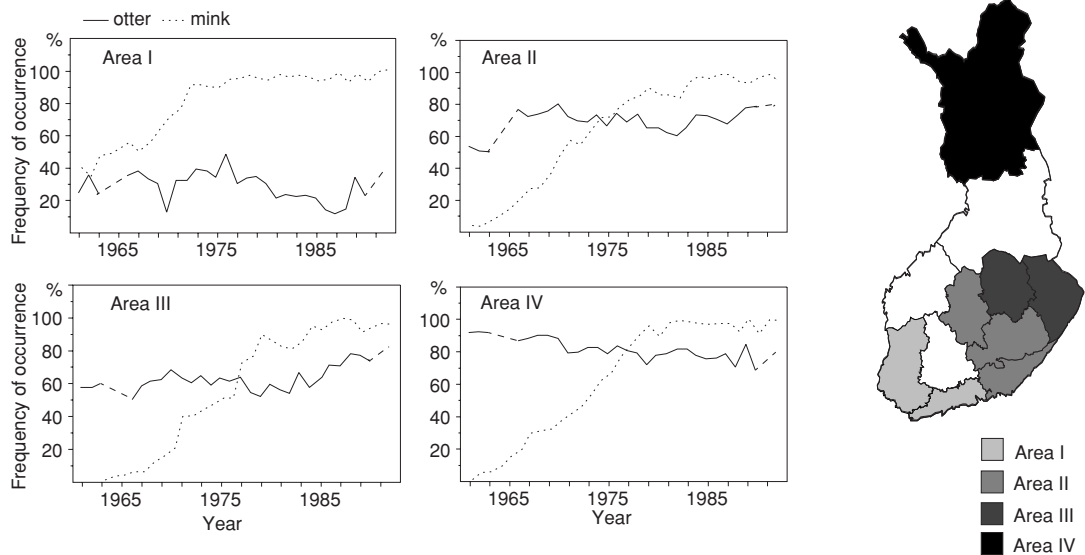 otter mink
Frequency of occurrence
%
Area I
100
80
60
40
20
1965 1975 1985
%
Area II
100
80
60
40
20
1965 1975 1985
Frequency of occurrence
%
Area III
100
80
60
40
20
1965 1975 1985
Year
%
Area IV
100
80
60
40
20
1965 1975 1985
Year
Area I
Area II
Area III
Area IV